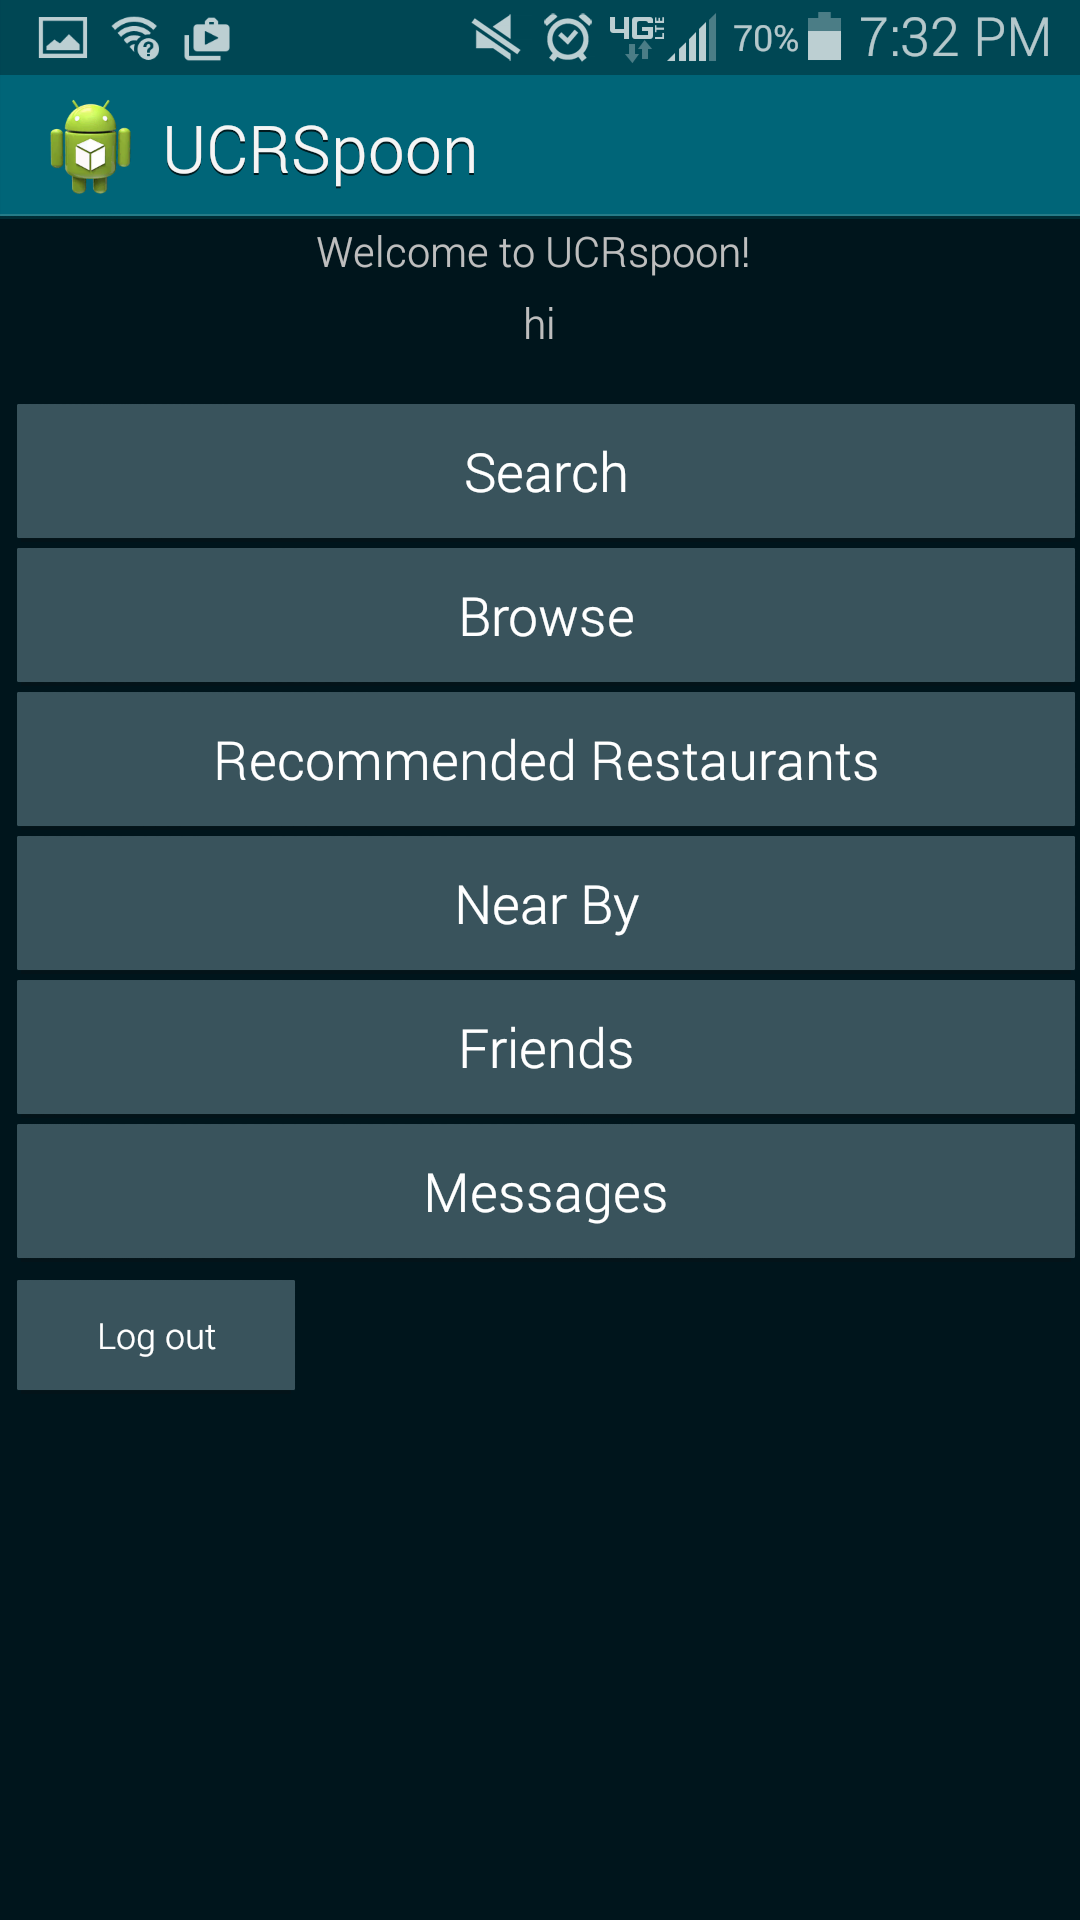 4G LTE 70% 7:32 PM
UCRSpoon
Welcome to UCRspoon!
hi
Search
Browse
Recommended Restaurants
Near By
Friends
Messages
Log out